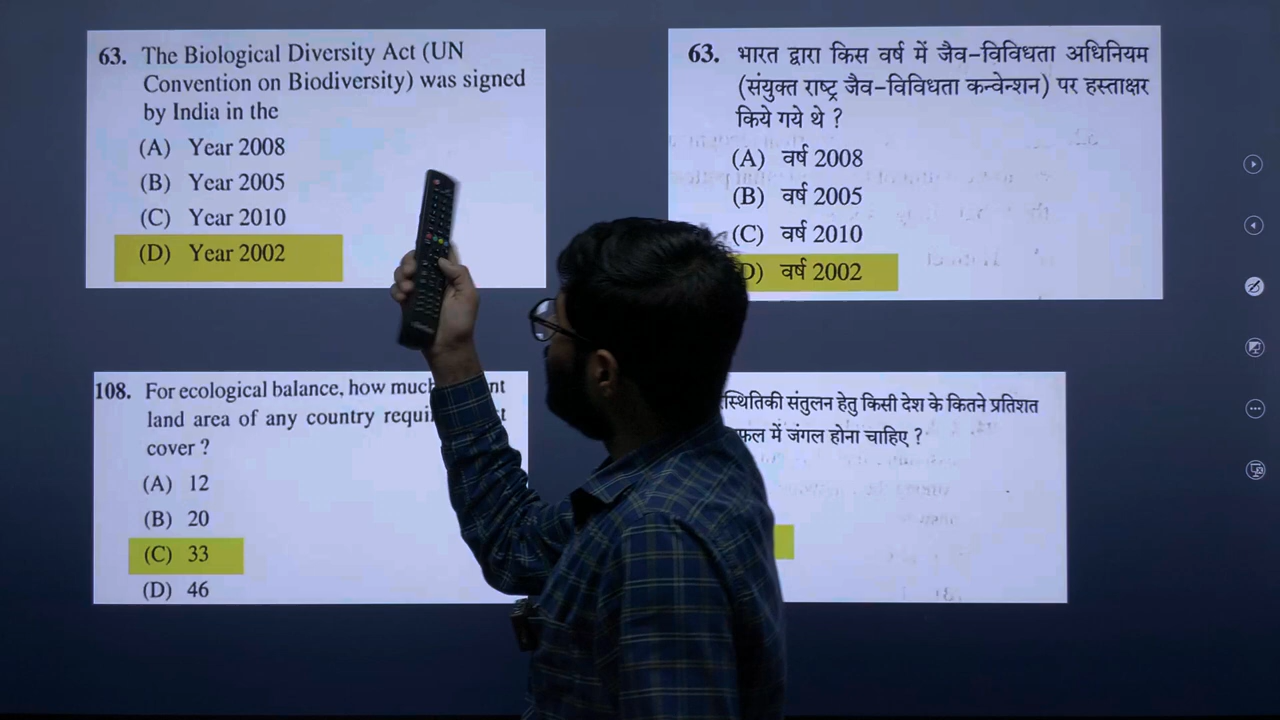 63. The Biological Diversity Act (UN
Convention on Biodiversity) was signed
by India in the
(A) Year 2008
(B) Year 2005
(C) Year 2010
(D) Year 2002
63. भारत द्वारा किस वर्ष में जैव-विविधता अधिनियम
(संयुक्त राष्ट्र जैव-विविधता कन्वेन्शन) पर हस्ताक्षर
किये गये थे ?
(A) वर्ष 2008
(B) वर्ष 2005
(C) वर्ष 2010
D) वर्ष 2002
108. For ecological balance, how much
land area of any country
cover ?
(A) 12
(B) 20
(C) 33
(D) 46
संतुलन हेतु किसी देश के कितने प्रतिशत
में जंगल होना चाहिए ?